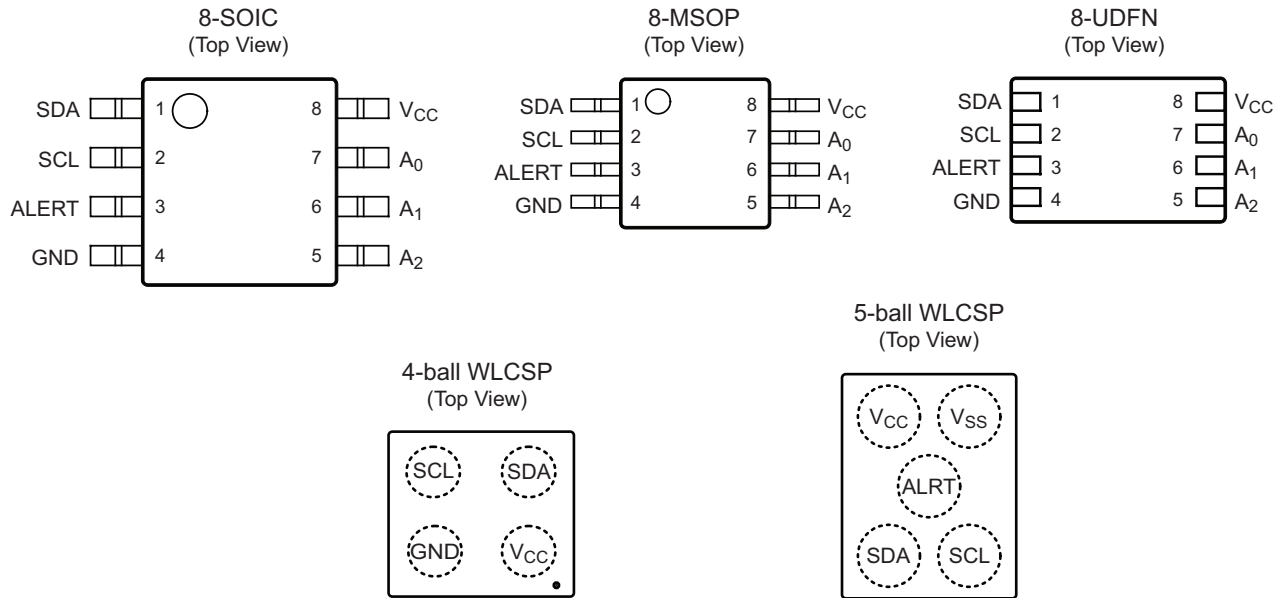 8-SOIC
(Top View)
SDA 1 8 VCC
SCL 2 7 A0
ALERT 3 6 A1
GND 4 5 A2
8-MSOP
(Top View)
SDA 1 8 VCC
SCL 2 7 A0
ALERT 3 6 A1
GND 4 5 A2
8-UDFN
(Top View)
SDA 1 8 VCC
SCL 2 7 A0
ALERT 3 6 A1
GND 4 5 A2
4-ball WLCSP
(Top View)
SCL SDA
GND VCC
5-ball WLCSP
(Top View)
VCC VSS
ALRT
SDA SCL